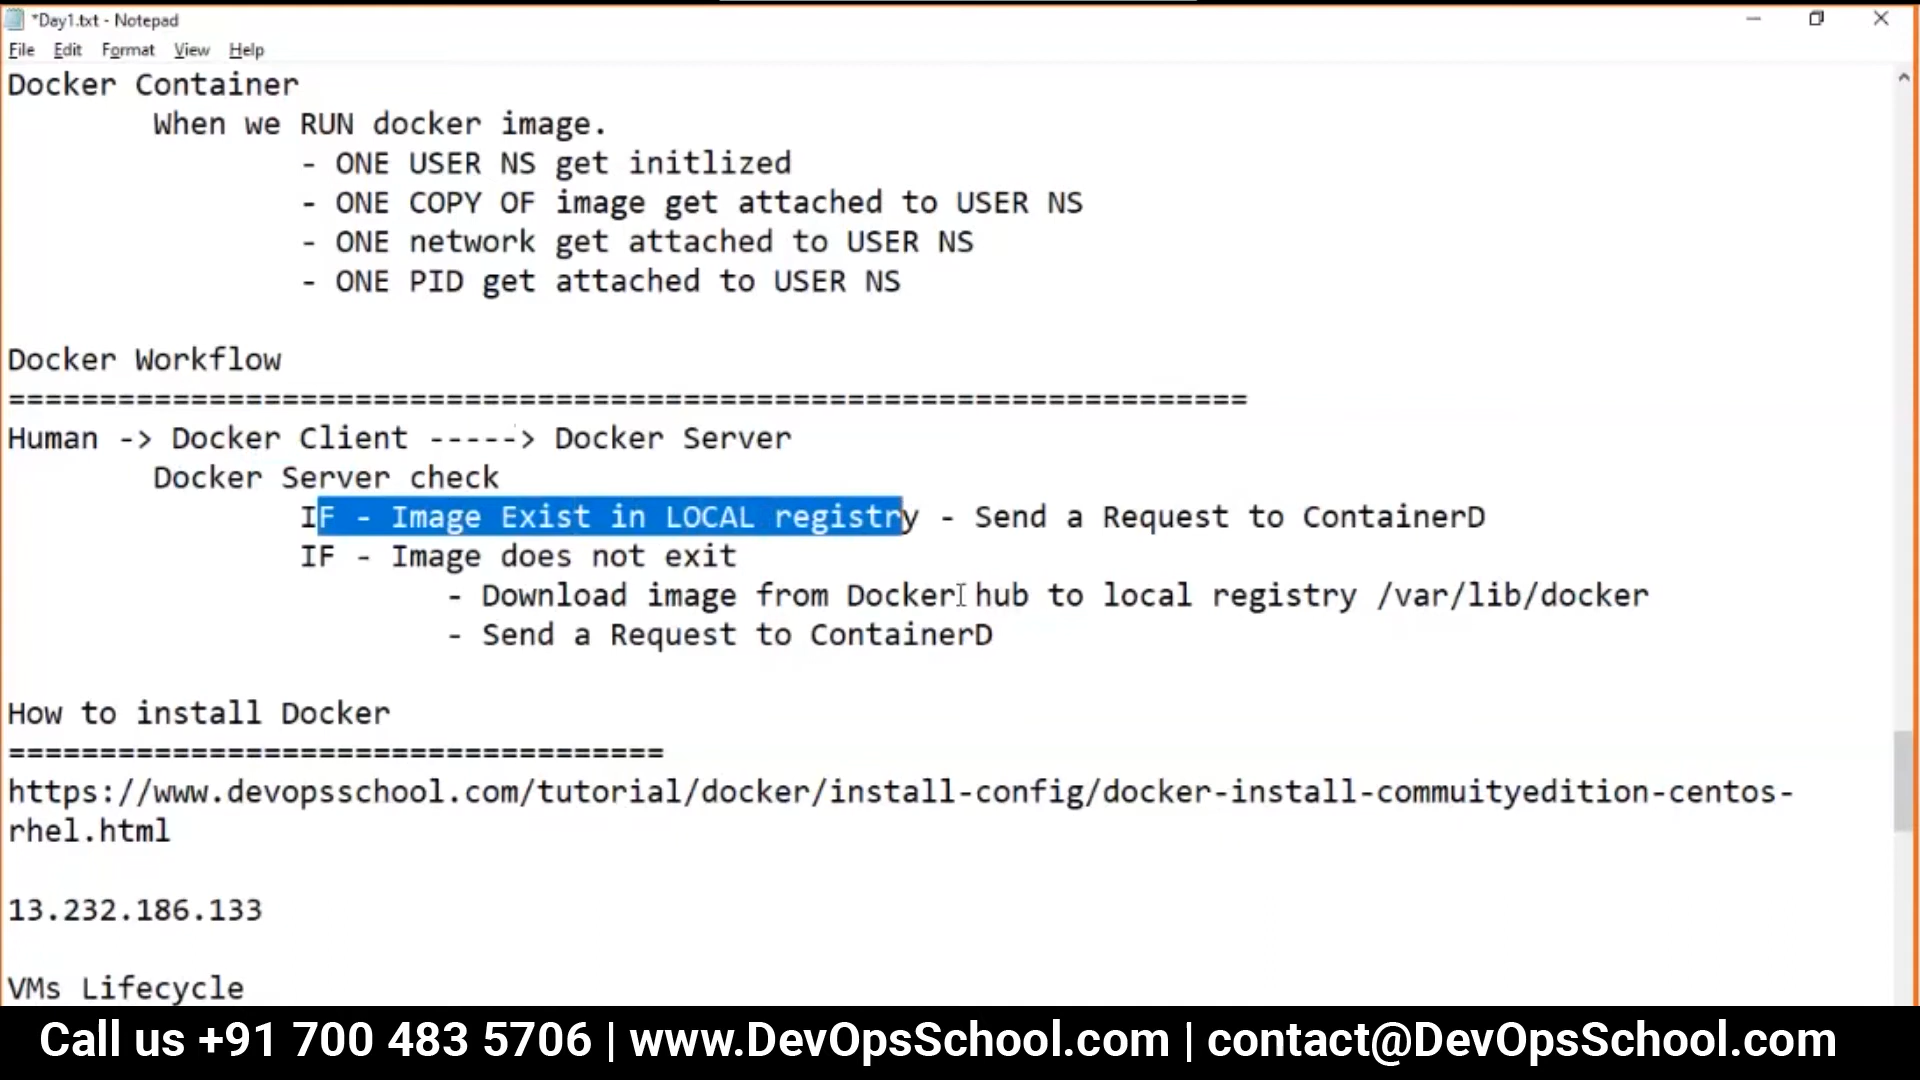 *Day1.txt - Notepad
File Edit Format View Help
Docker Container
When we RUN docker image.
- ONE USER NS get initlized
- ONE COPY OF image get attached to USER NS
- ONE network get attached to USER NS
- ONE PID get attached to USER NS
Docker Workflow
====================================================================
Human -> Docker Client -----> Docker Server
Docker Server check
IF - Image Exist in LOCAL registry - Send a Request to ContainerD
IF - Image does not exit
- Download image from Docker hub to local registry /var/lib/docker
- Send a Request to ContainerD
How to install Docker
====================================
https://www.devopsschool.com/tutorial/docker/install-config/docker-install-commuityedition-centos-
rhel.html
13.232.186.133
VMs Lifecycle
Call us +91 700 483 5706 | www.DevOpsSchool.com | contact@DevOpsSchool.com